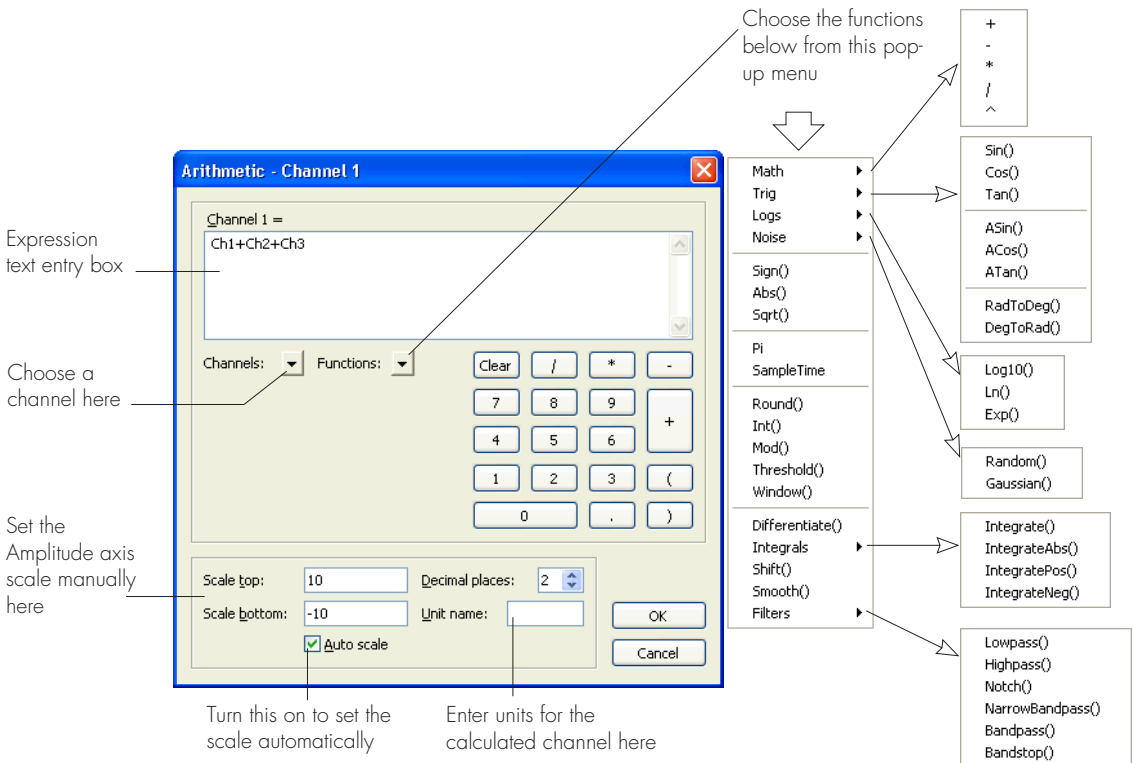 Choose the functions
below from this pop-
up menu
+
-
*
/
^
Sin()
Cos()
Tan()
ASin()
ACos()
ATan()
RadToDeg()
DegToRad()
Log10()
Ln()
Exp()
Random()
Gaussian()
Integrate()
IntegrateAbs()
IntegratePos()
IntegrateNeg()
Lowpass()
Highpass()
Notch()
NarrowBandpass()
Bandpass()
Bandstop()
Math
Trig
Logs
Noise
Sign()
Abs()
Sqrt()
Pi
SampleTime
Round()
Int()
Mod()
Threshold()
Window()
Differentiate()
Integrals
Shift()
Smooth()
Filters
Arithmetic - Channel 1
Channel 1 =
Ch1+Ch2+Ch3
Channels:
Functions:
Clear / * -
7 8 9 +
4 5 6
1 2 3 (
0 . )
Scale top: 10
Decimal places: 2
Scale bottom: -10
Unit name:
Auto scale
OK
Cancel
Expression
text entry box
Choose a
channel here
Set the
Amplitude axis
scale manually
here
Turn this on to set the
scale automatically
Enter units for the
calculated channel here